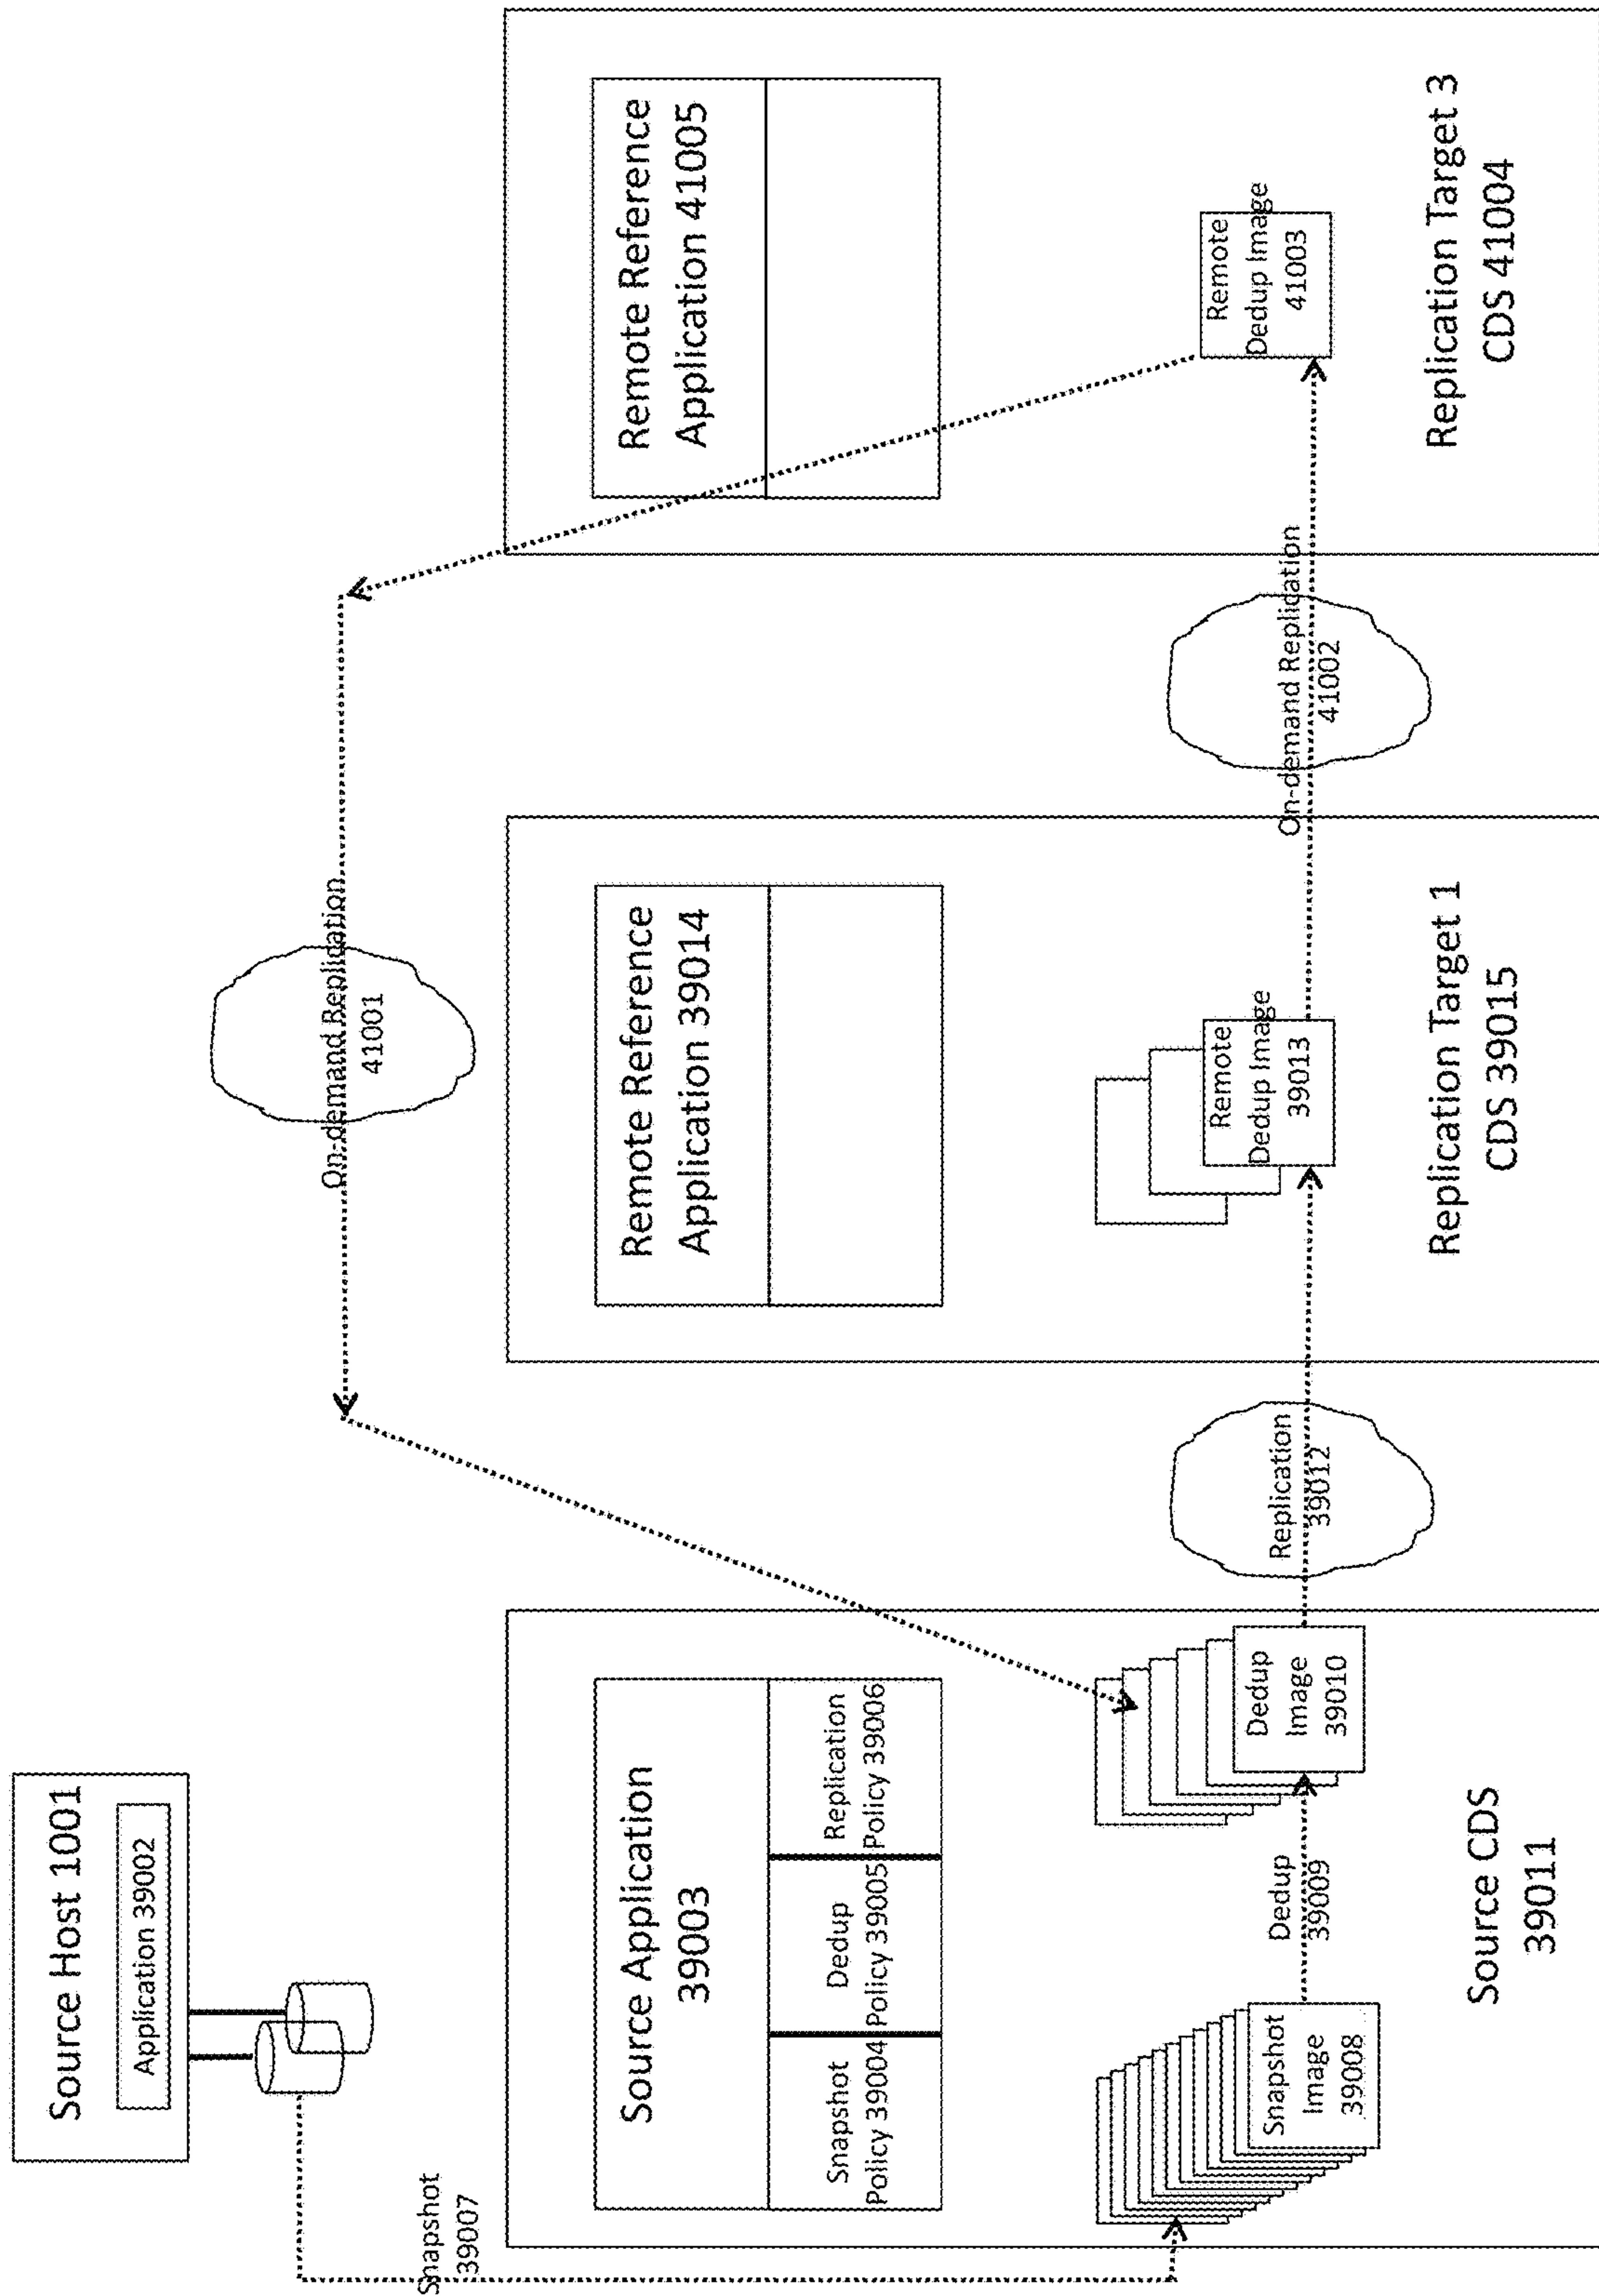 Source Host 1001
Application 39002
Snapshot
39007
On-demand Replication
41001
Source Application
39003
Snapshot
Policy 39004
Dedup
Policy 39005
Replication
Policy 39006
Snapshot
Image
39008
Dedup
39009
Dedup
Image
39010
Source CDS
39011
Replication
39012
Remote Reference
Application 39014
Remote
Dedup Image
39013
Replication Target 1
CDS 39015
On-demand Replication
41002
Remote Reference
Application 41005
Remote
Dedup Image
41003
Replication Target 3
CDS 41004